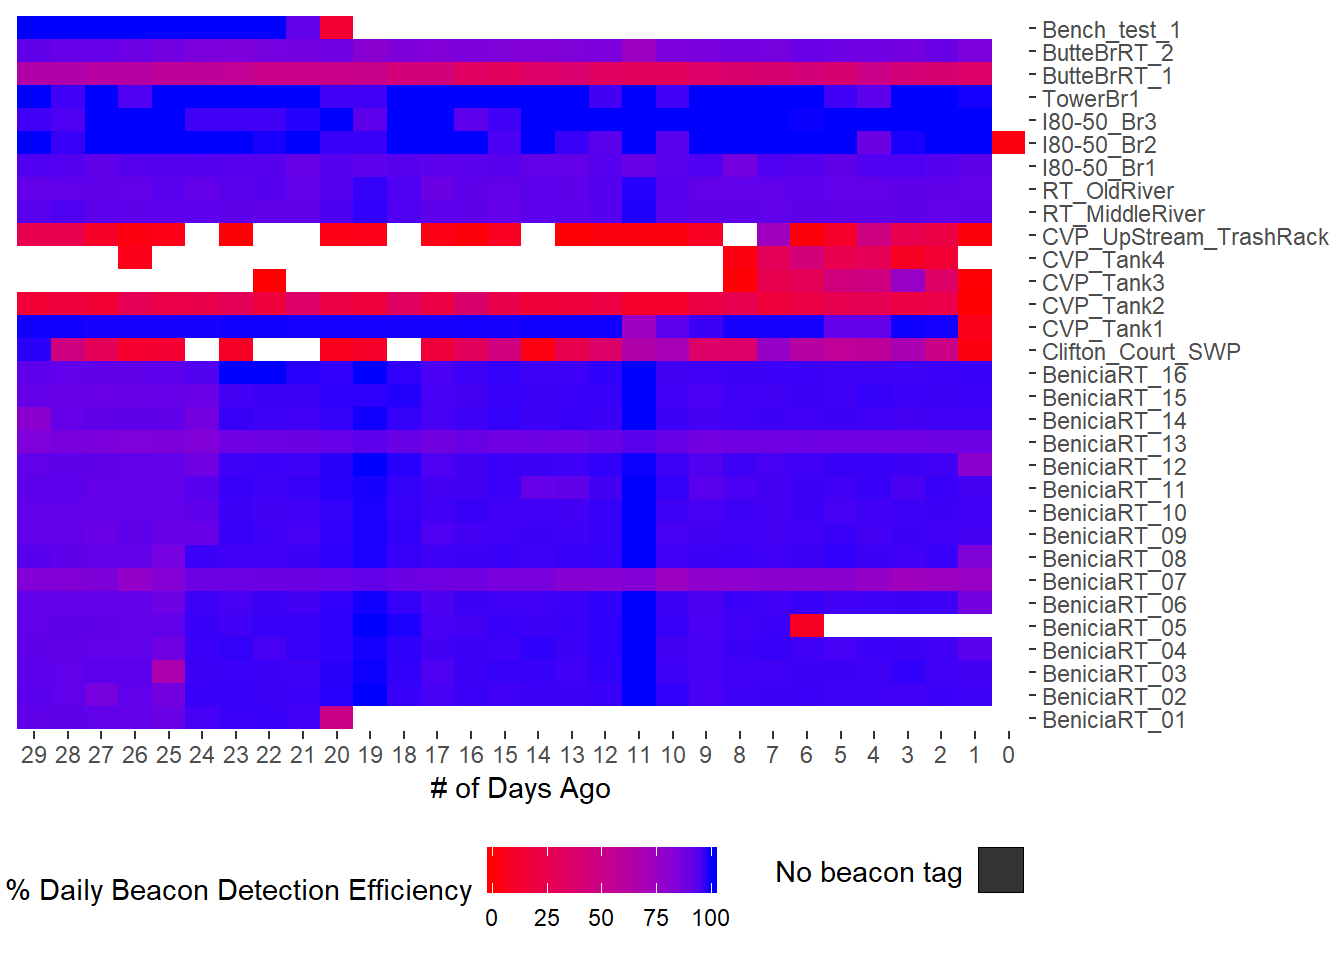 Bench_test_1
ButteBrRT_2
ButteBrRT_1
TowerBr1
I80-50_Br3
I80-50_Br2
I80-50_Br1
RT_OldRiver
RT_MiddleRiver
CVP_UpStream_TrashRack
CVP_Tank4
CVP_Tank3
CVP_Tank2
CVP_Tank1
Clifton_Court_SWP
BeniciaRT_16
BeniciaRT_15
BeniciaRT_14
BeniciaRT_13
BeniciaRT_12
BeniciaRT_11
BeniciaRT_10
BeniciaRT_09
BeniciaRT_08
BeniciaRT_07
BeniciaRT_06
BeniciaRT_05
BeniciaRT_04
BeniciaRT_03
BeniciaRT_02
BeniciaRT_01
29 28 27 26 25 24 23 22 21 20 19 18 17 16 15 14 13 12 11 10 9 8 7 6 5 4 3 2 1 0
# of Days Ago
% Daily Beacon Detection Efficiency
0 25 50 75 100
No beacon tag